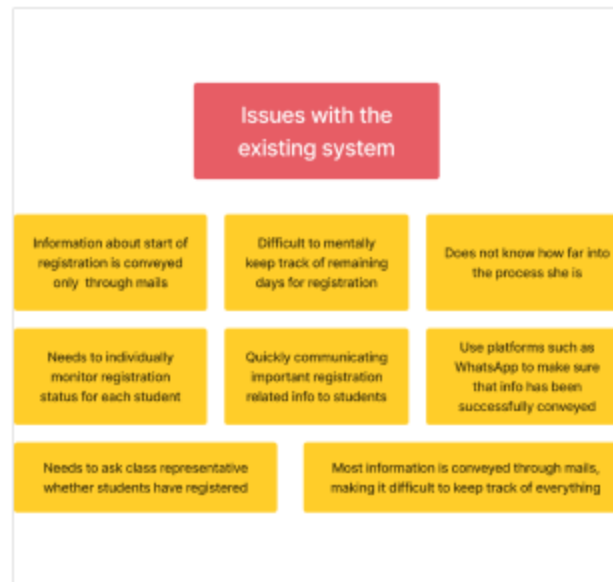 Issues with the
existing system
Information about start of
registration is conveyed
only through mails
Difficult to mentally
keep track of remaining
days for registration
Does not know how far into
the process she is
Needs to individually
monitor registration
status for each student
Quickly communicating
important registration
related info to students
Use platforms such as
WhatsApp to make sure
that info has been
successfully conveyed
Needs to ask class representative
whether students have registered
Most information is conveyed through mails,
making it difficult to keep track of everything